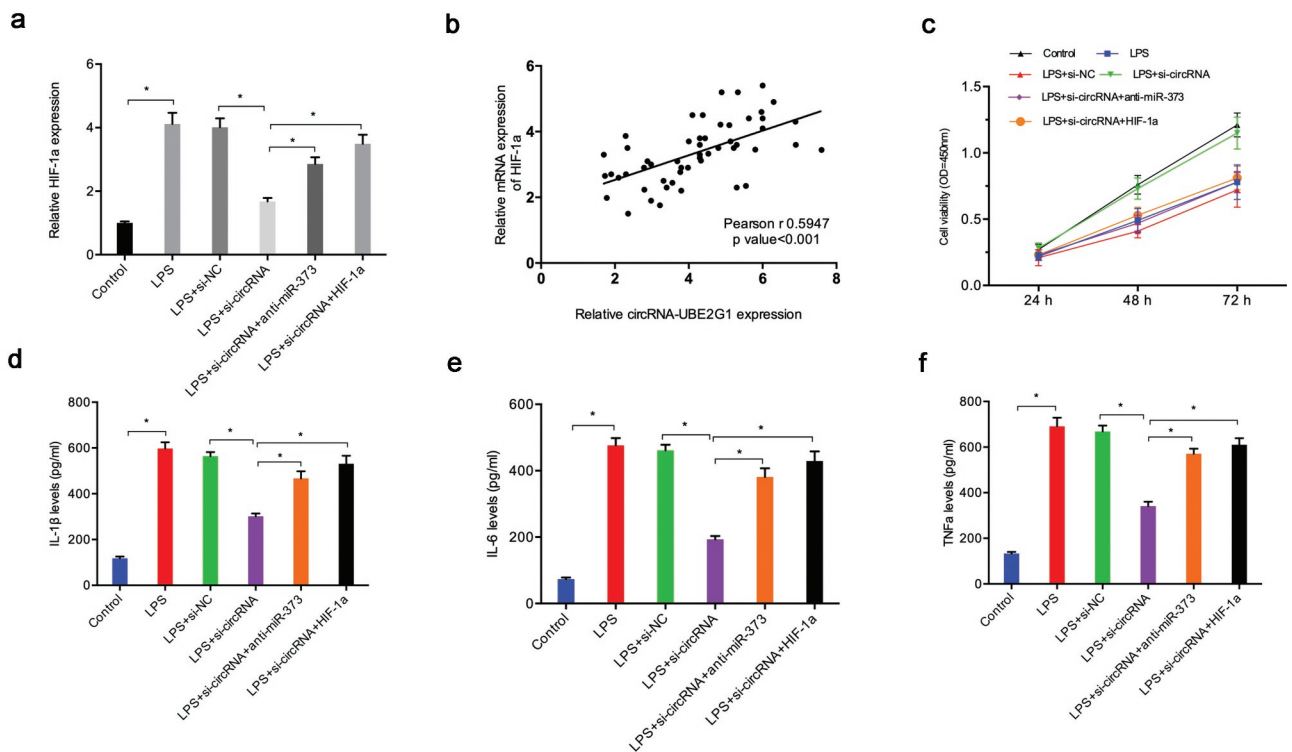 a
Relative HIF-1a expression
6
4
2
0
*
*
*
*
Control
LPS
LPS+si-NC
LPS+si-circRNA
LPS+si-circRNA+anti-miR-373
LPS+si-circRNA+HIF-1a
b
Relative mRNA expression
of HIF-1a
6
4
2
0
0
2
4
6
8
Pearson r 0.5947
p value<0.001
Relative circRNA-UBE2G1 expression
c
Control
LPS
LPS+si-NC
LPS+si-circRNA
LPS+si-circRNA+anti-miR-373
LPS+si-circRNA+HIF-1a
Cell viability (OD=450nm)
1.5
1.0
0.5
0.0
24 h
48 h
72 h
d
IL-1β levels (pg/ml)
800
600
400
200
0
*
*
*
*
Control
LPS
LPS+si-NC
LPS+si-circRNA
LPS+si-circRNA+anti-miR-373
LPS+si-circRNA+HIF-1a
e
IL-6 levels (pg/ml)
600
400
200
0
*
*
*
*
Control
LPS
LPS+si-NC
LPS+si-circRNA
LPS+si-circRNA+anti-miR-373
LPS+si-circRNA+HIF-1a
f
TNFa levels (pg/ml)
800
600
400
200
0
*
*
*
*
Control
LPS
LPS+si-NC
LPS+si-circRNA
LPS+si-circRNA+anti-miR-373
LPS+si-circRNA+HIF-1a